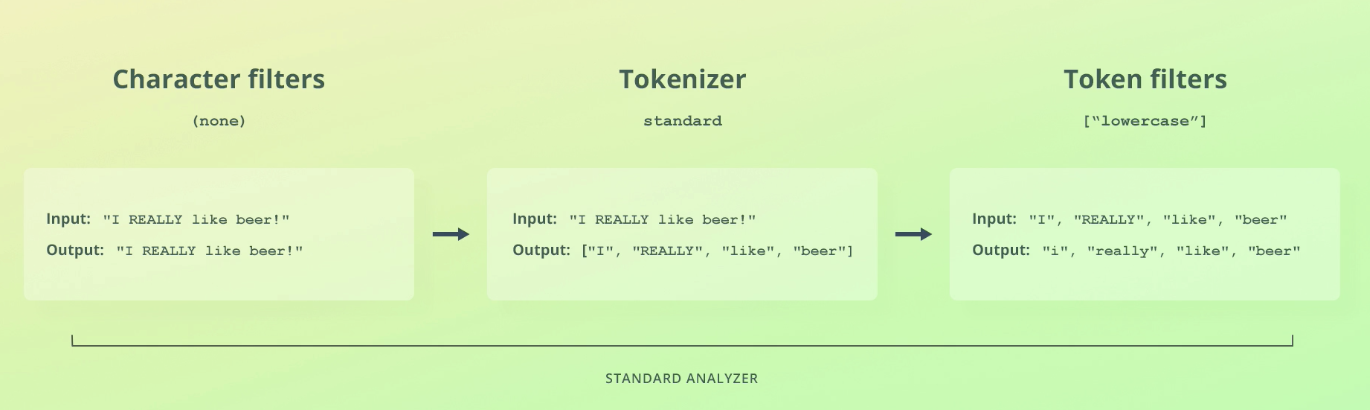 Character filters
(none)
Input: "I REALLY like beer!"
Output: "I REALLY like beer!"
Tokenizer
standard
Input: "I REALLY like beer!"
Output: ["I", "REALLY", "like", "beer"]
Token filters
[“lowercase”]
Input: "I", "REALLY", "like", "beer"
Output: "i", "really", "like", "beer"
STANDARD ANALYZER